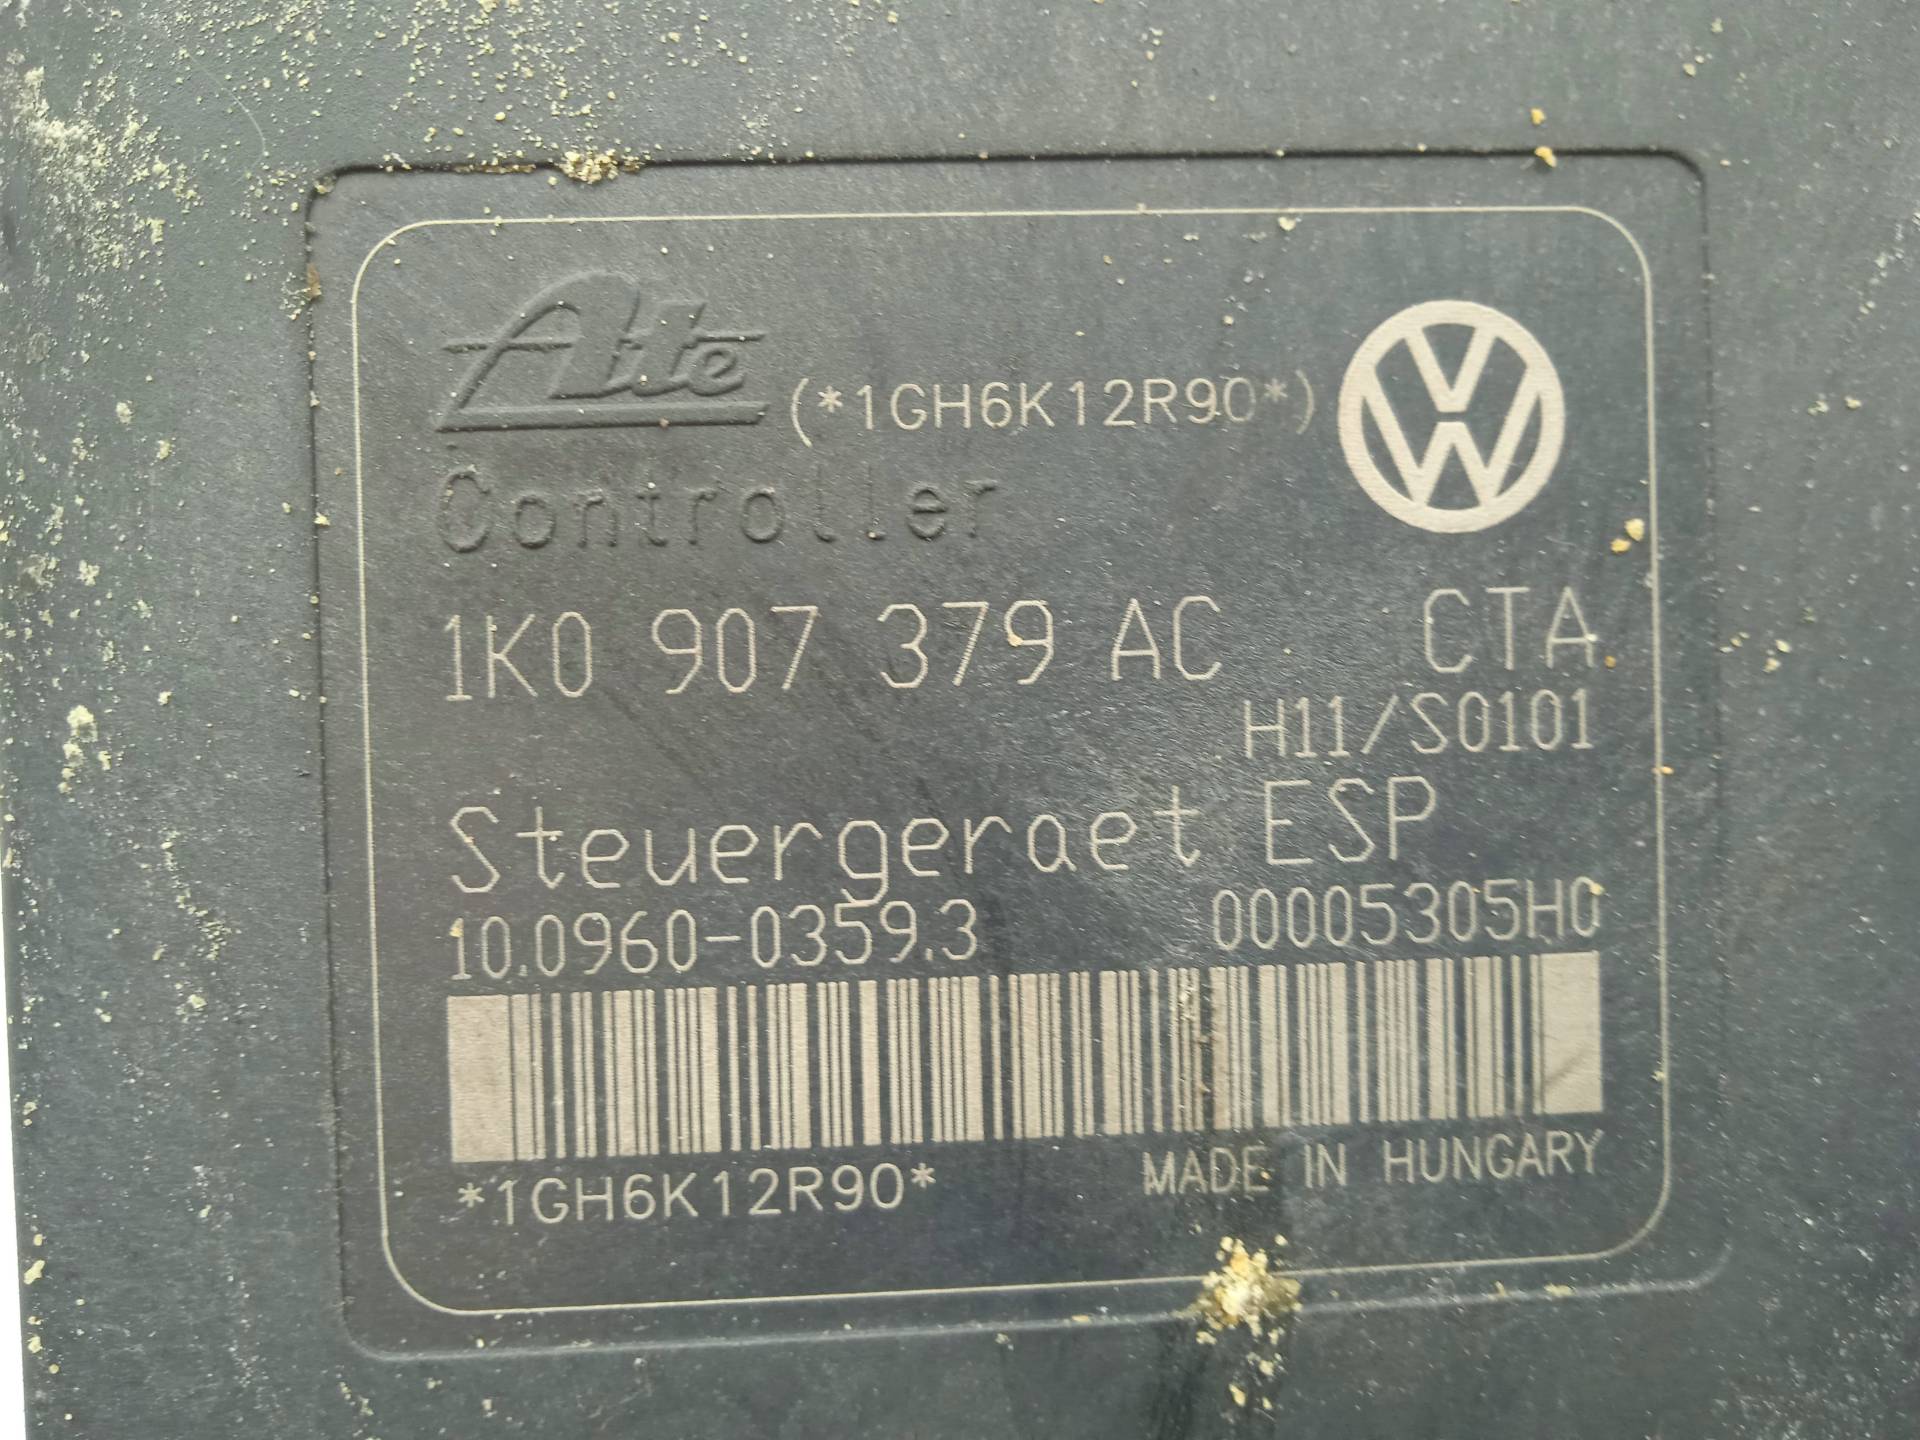 Ate (*1GH6K12R90*)
Controller
1K0 907 379 AC CTA
H11/S0101
Steuergeraet ESP
10.0960-0359.3 00005305H0
*1GH6K12R90* MADE IN HUNGARY